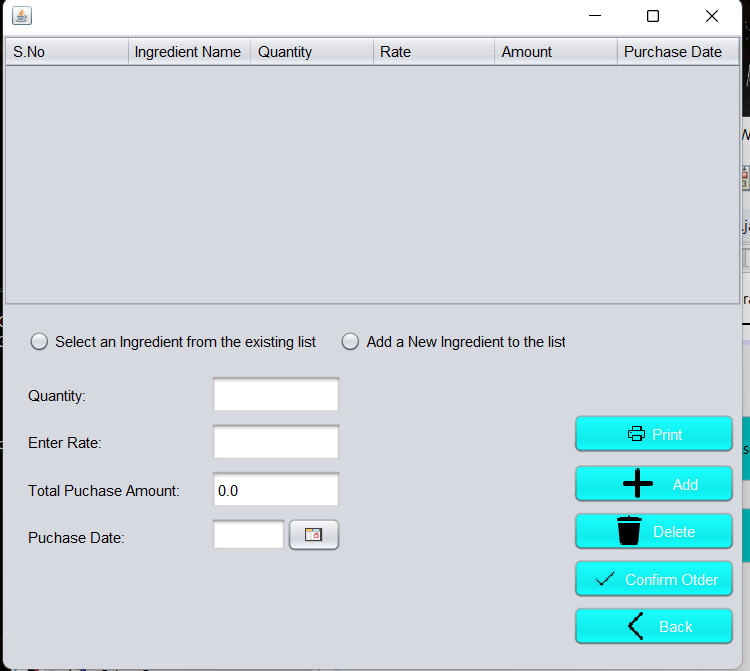 S.No Ingredient Name Quantity Rate Amount Purchase Date
Select an Ingredient from the existing list Add a New Ingredient to the list
Quantity:
Enter Rate:
Total Puchase Amount: 0.0
Puchase Date:
Print
Add
Delete
Confirm Otder
Back